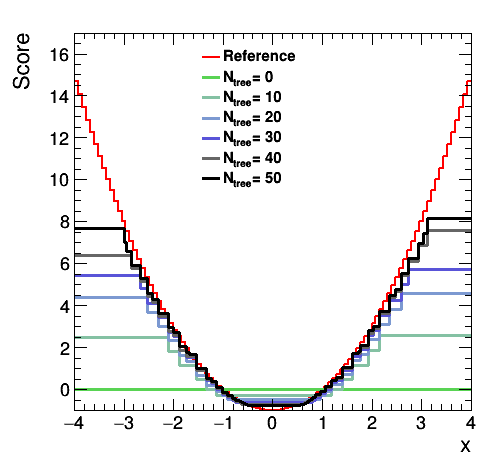 Score
16
14
12
10
8
6
4
2
0
Reference
N_tree = 0
N_tree = 10
N_tree = 20
N_tree = 30
N_tree = 40
N_tree = 50
−4 −3 −2 −1 0 1 2 3 4
x